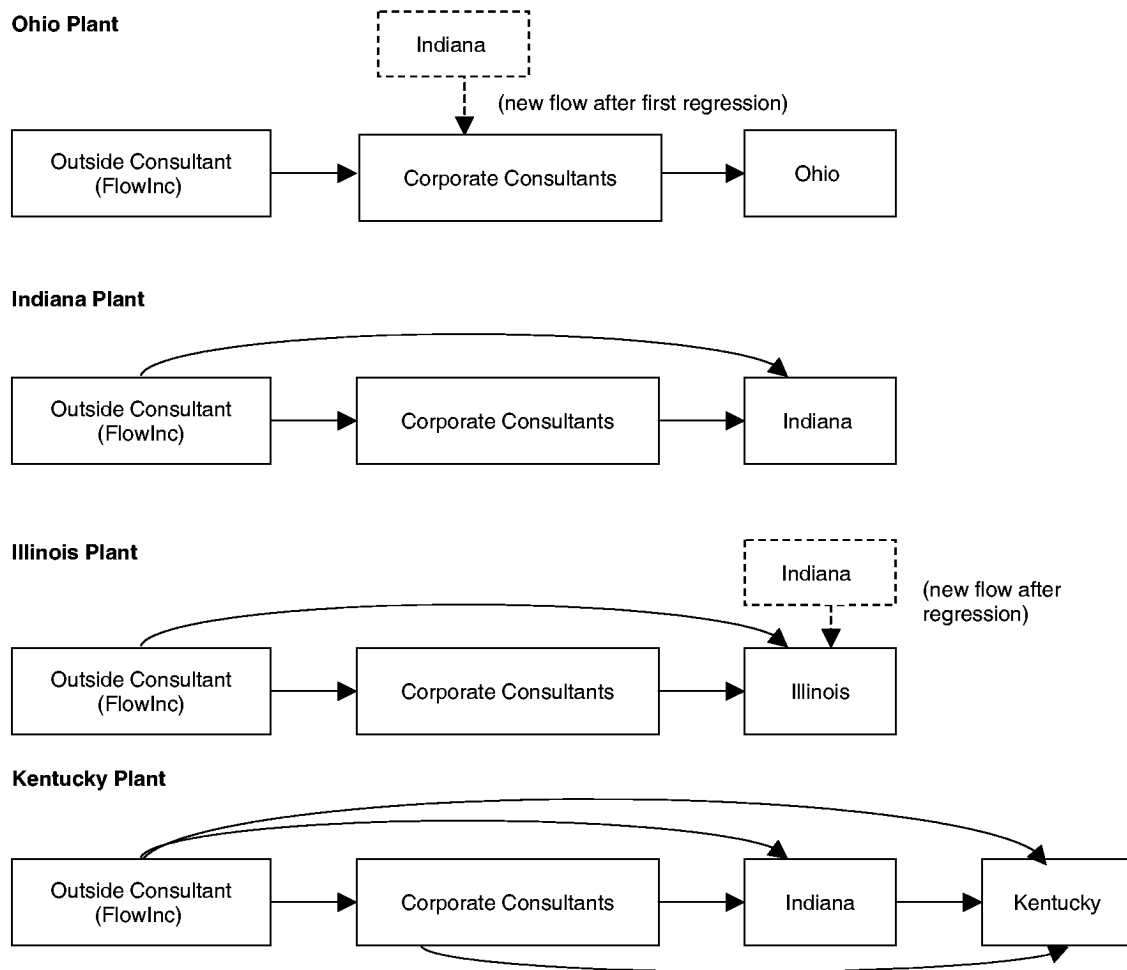 Ohio Plant
Indiana
(new flow after first regression)
Outside Consultant
(FlowInc)
Corporate Consultants
Ohio
Indiana Plant
Outside Consultant
(FlowInc)
Corporate Consultants
Indiana
Illinois Plant
Indiana
(new flow after
regression)
Outside Consultant
(FlowInc)
Corporate Consultants
Illinois
Kentucky Plant
Outside Consultant
(FlowInc)
Corporate Consultants
Indiana
Kentucky